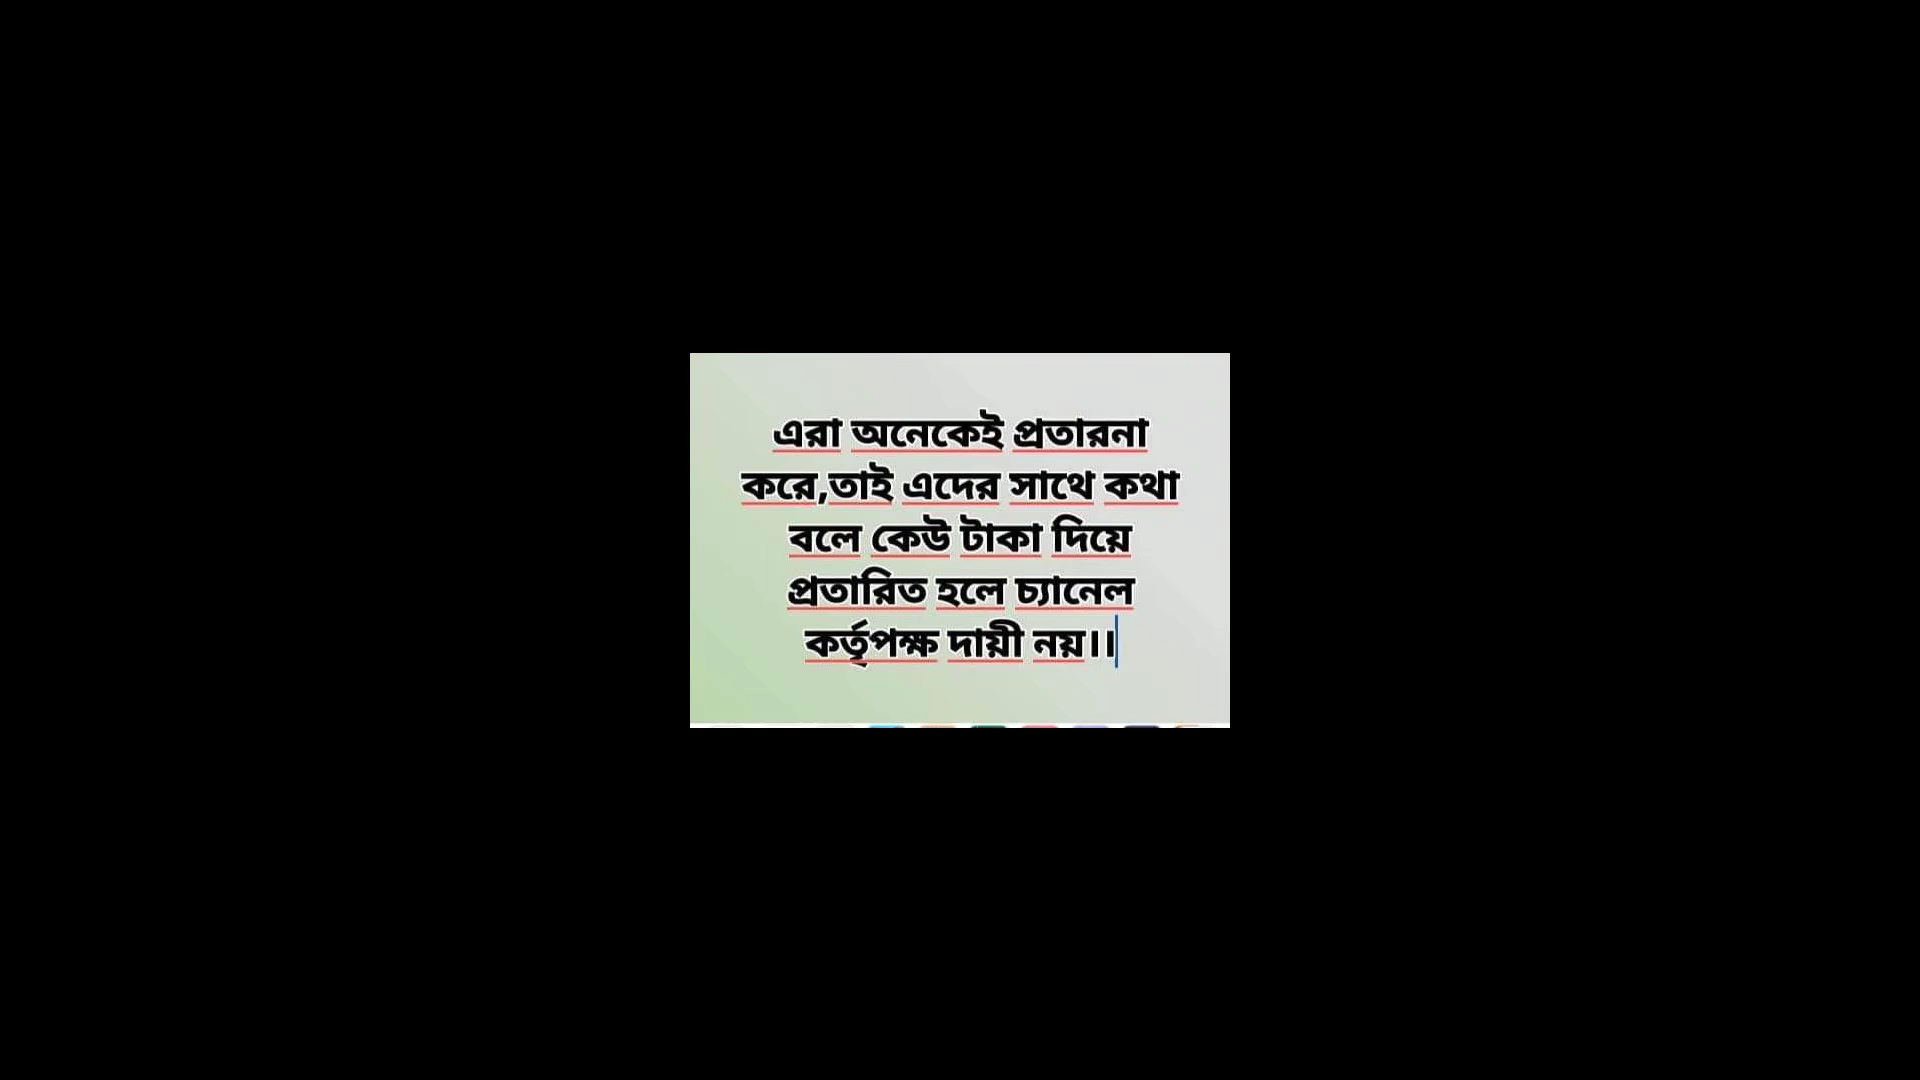 এরা অনেকেই প্রতারনা
করে,তাই এদের সাথে কথা
বলে কেউ টাকা দিয়ে
প্রতারিত হলে চ্যানেল
কর্তৃপক্ষ দায়ী নয়।।